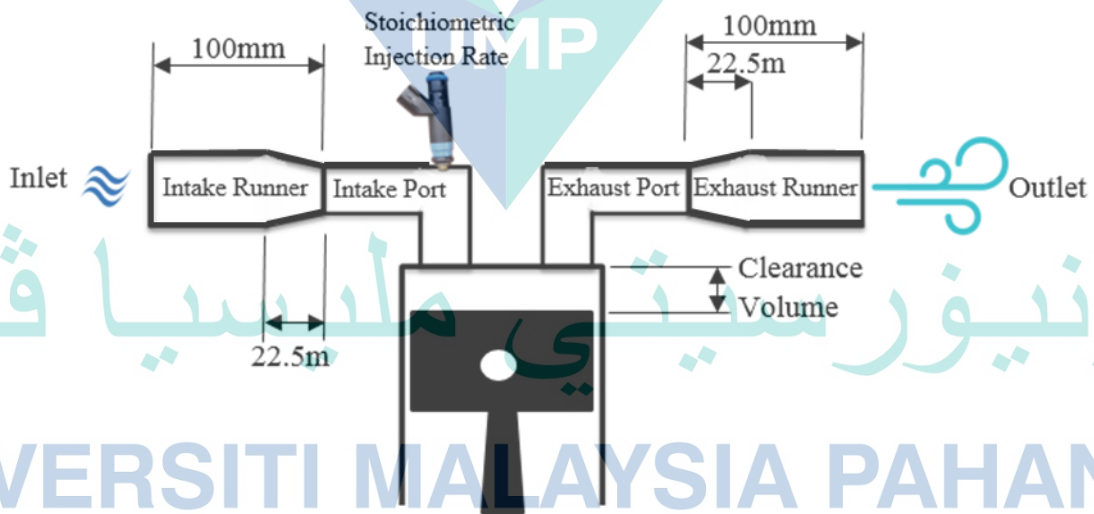 Stoichiometric
Injection Rate
UMP
100mm
100mm
22.5m
Inlet
Intake Runner
Intake Port
Exhaust Port
Exhaust Runner
Outlet
Clearance
Volume
22.5m
مليسيا
VERSITI MALAYSIA PAHAN